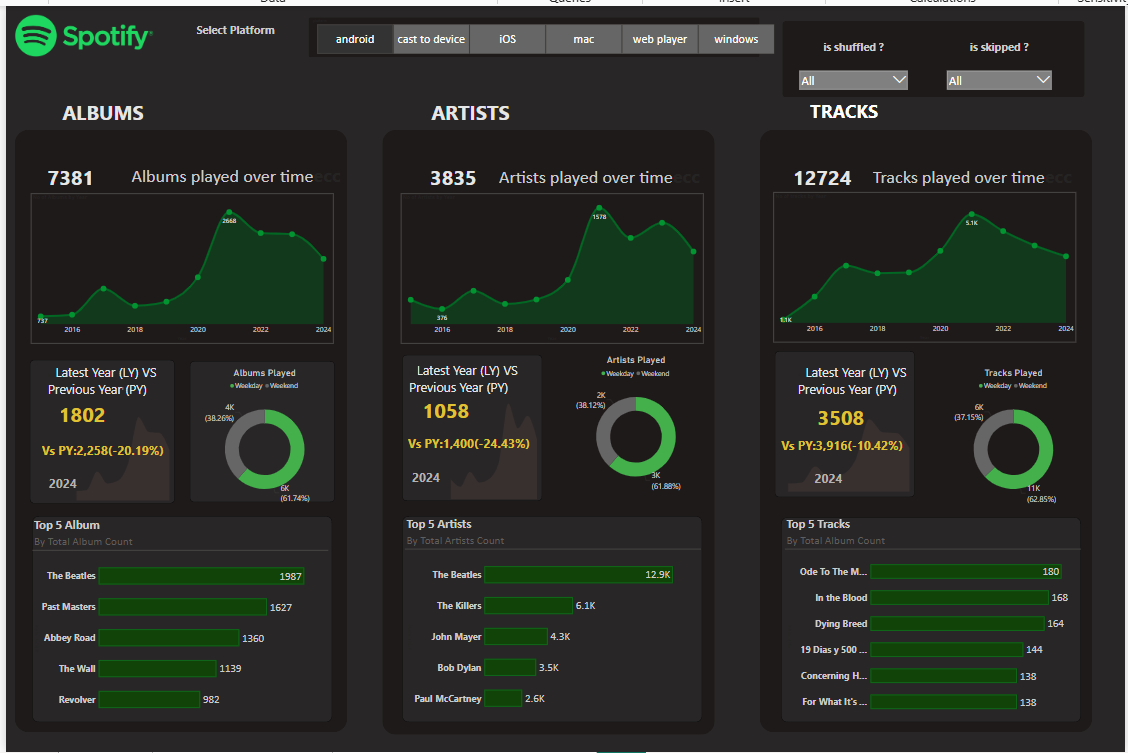 Data Queries Insert Calculations Sensitivity
Spotify
Select Platform
android cast to device iOS mac web player windows
is shuffled ? is skipped ?
All All
ALBUMS
7381 Albums played over time
2668
737
2016 2018 2020 2022 2024
Latest Year (LY) VS
Previous Year (PY)
1802
Vs PY:2,258(-20.19%)
2024
Albums Played
Weekday Weekend
4K
(38.26%)
6K
(61.74%)
Top 5 Album
By Total Album Count
The Beatles 1987
Past Masters 1627
Abbey Road 1360
The Wall 1139
Revolver 982
ARTISTS
3835 Artists played over time
1578
376
2016 2018 2020 2022 2024
Latest Year (LY) VS
Previous Year (PY)
1058
Vs PY:1,400(-24.43%)
2024
Artists Played
Weekday Weekend
2K
(38.12%)
3K
(61.88%)
Top 5 Artists
By Total Artists Count
The Beatles 12.9K
The Killers 6.1K
John Mayer 4.3K
Bob Dylan 3.5K
Paul McCartney 2.6K
TRACKS
12724 Tracks played over time
5.1K
2016 2018 2020 2022 2024
Latest Year (LY) VS
Previous Year (PY)
3508
Vs PY:3,916(-10.42%)
2024
Tracks Played
Weekday Weekend
6K
(37.15%)
11K
(62.85%)
Top 5 Tracks
By Total Album Count
Ode To The M... 180
In the Blood 168
Dying Breed 164
19 Dias y 500 ... 144
Concerning H... 138
For What It's ... 138